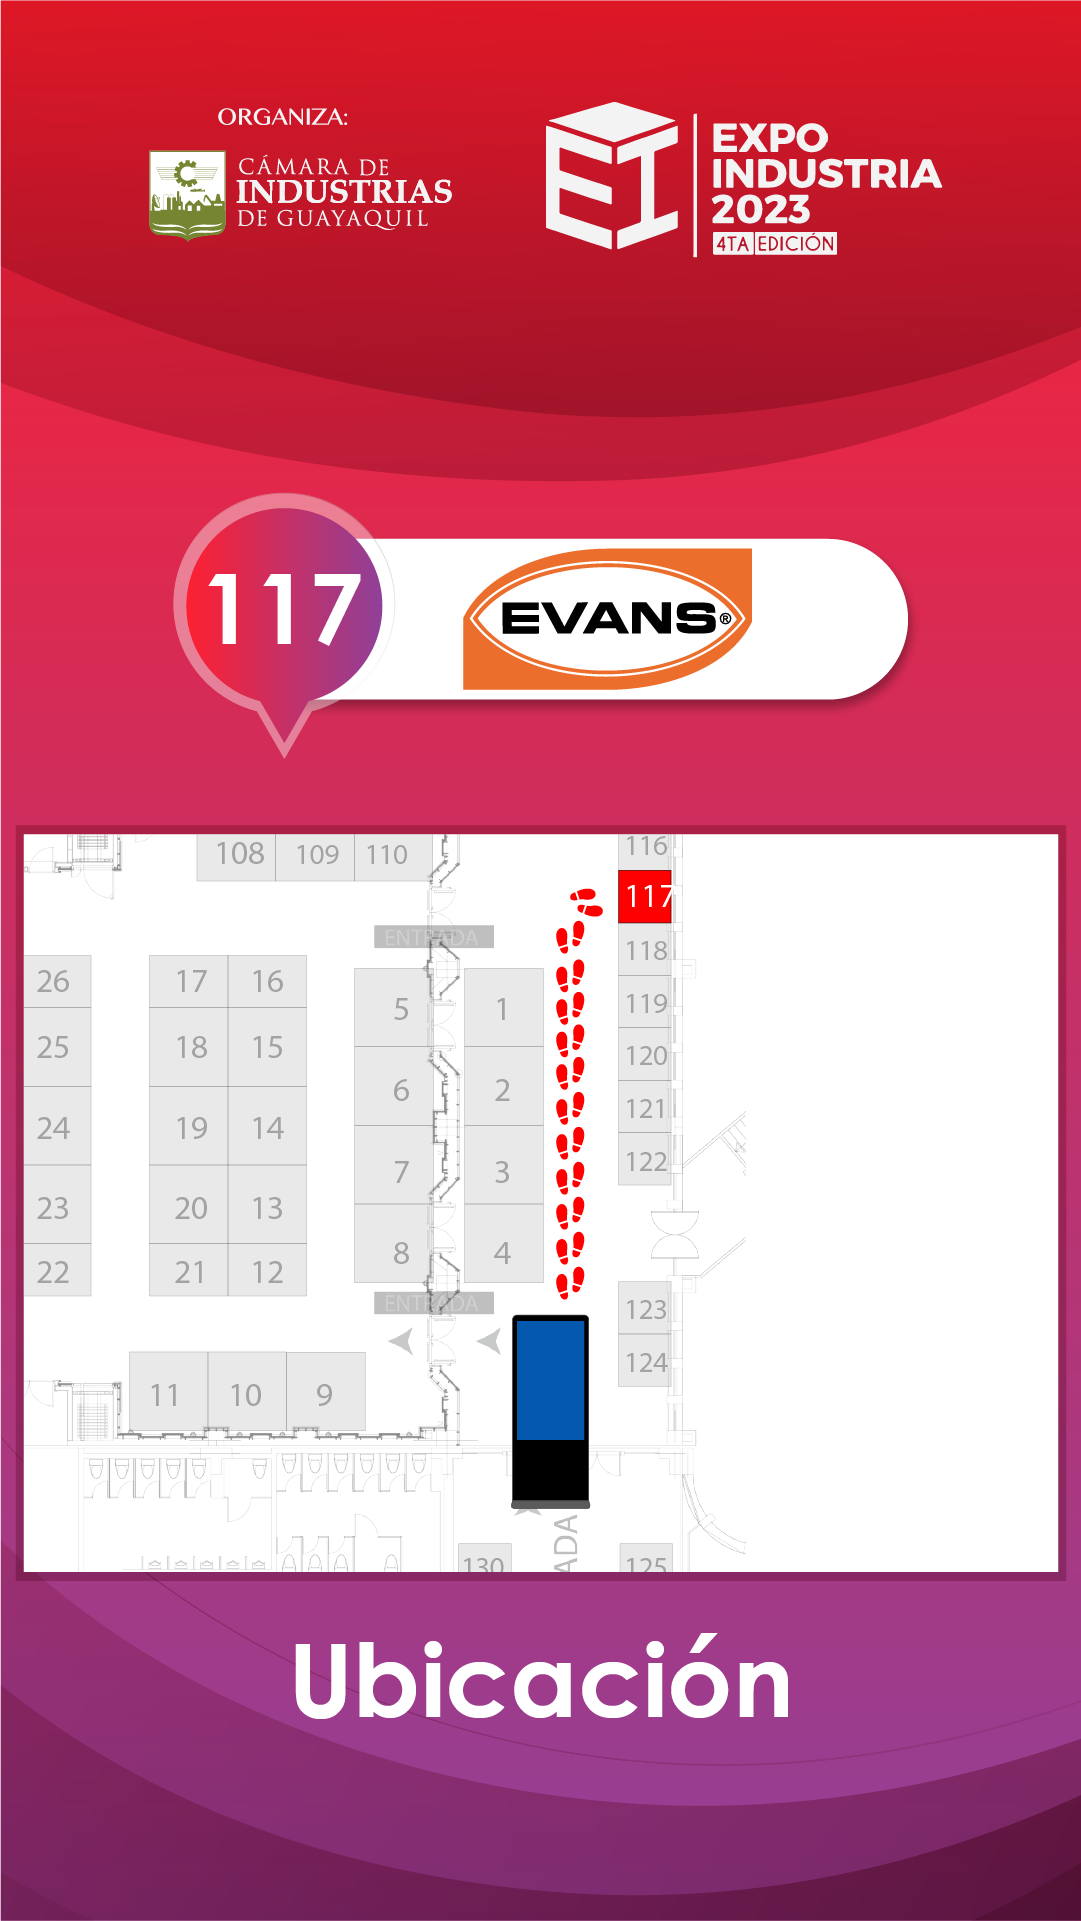 ORGANIZA:
CÁMARA DE
INDUSTRIAS
DE GUAYAQUIL
EXPO
INDUSTRIA
2023
4TA EDICIÓN
117
EVANS®
108 109 110
116
117
ENTRADA
118
26 17 16
5 1
119
25 18 15
120
6 2
121
24 19 14
122
7 3
23 20 13
8 4
22 21 12
ENTRADA
123
124
11 10 9
ADA
130 125
Ubicación